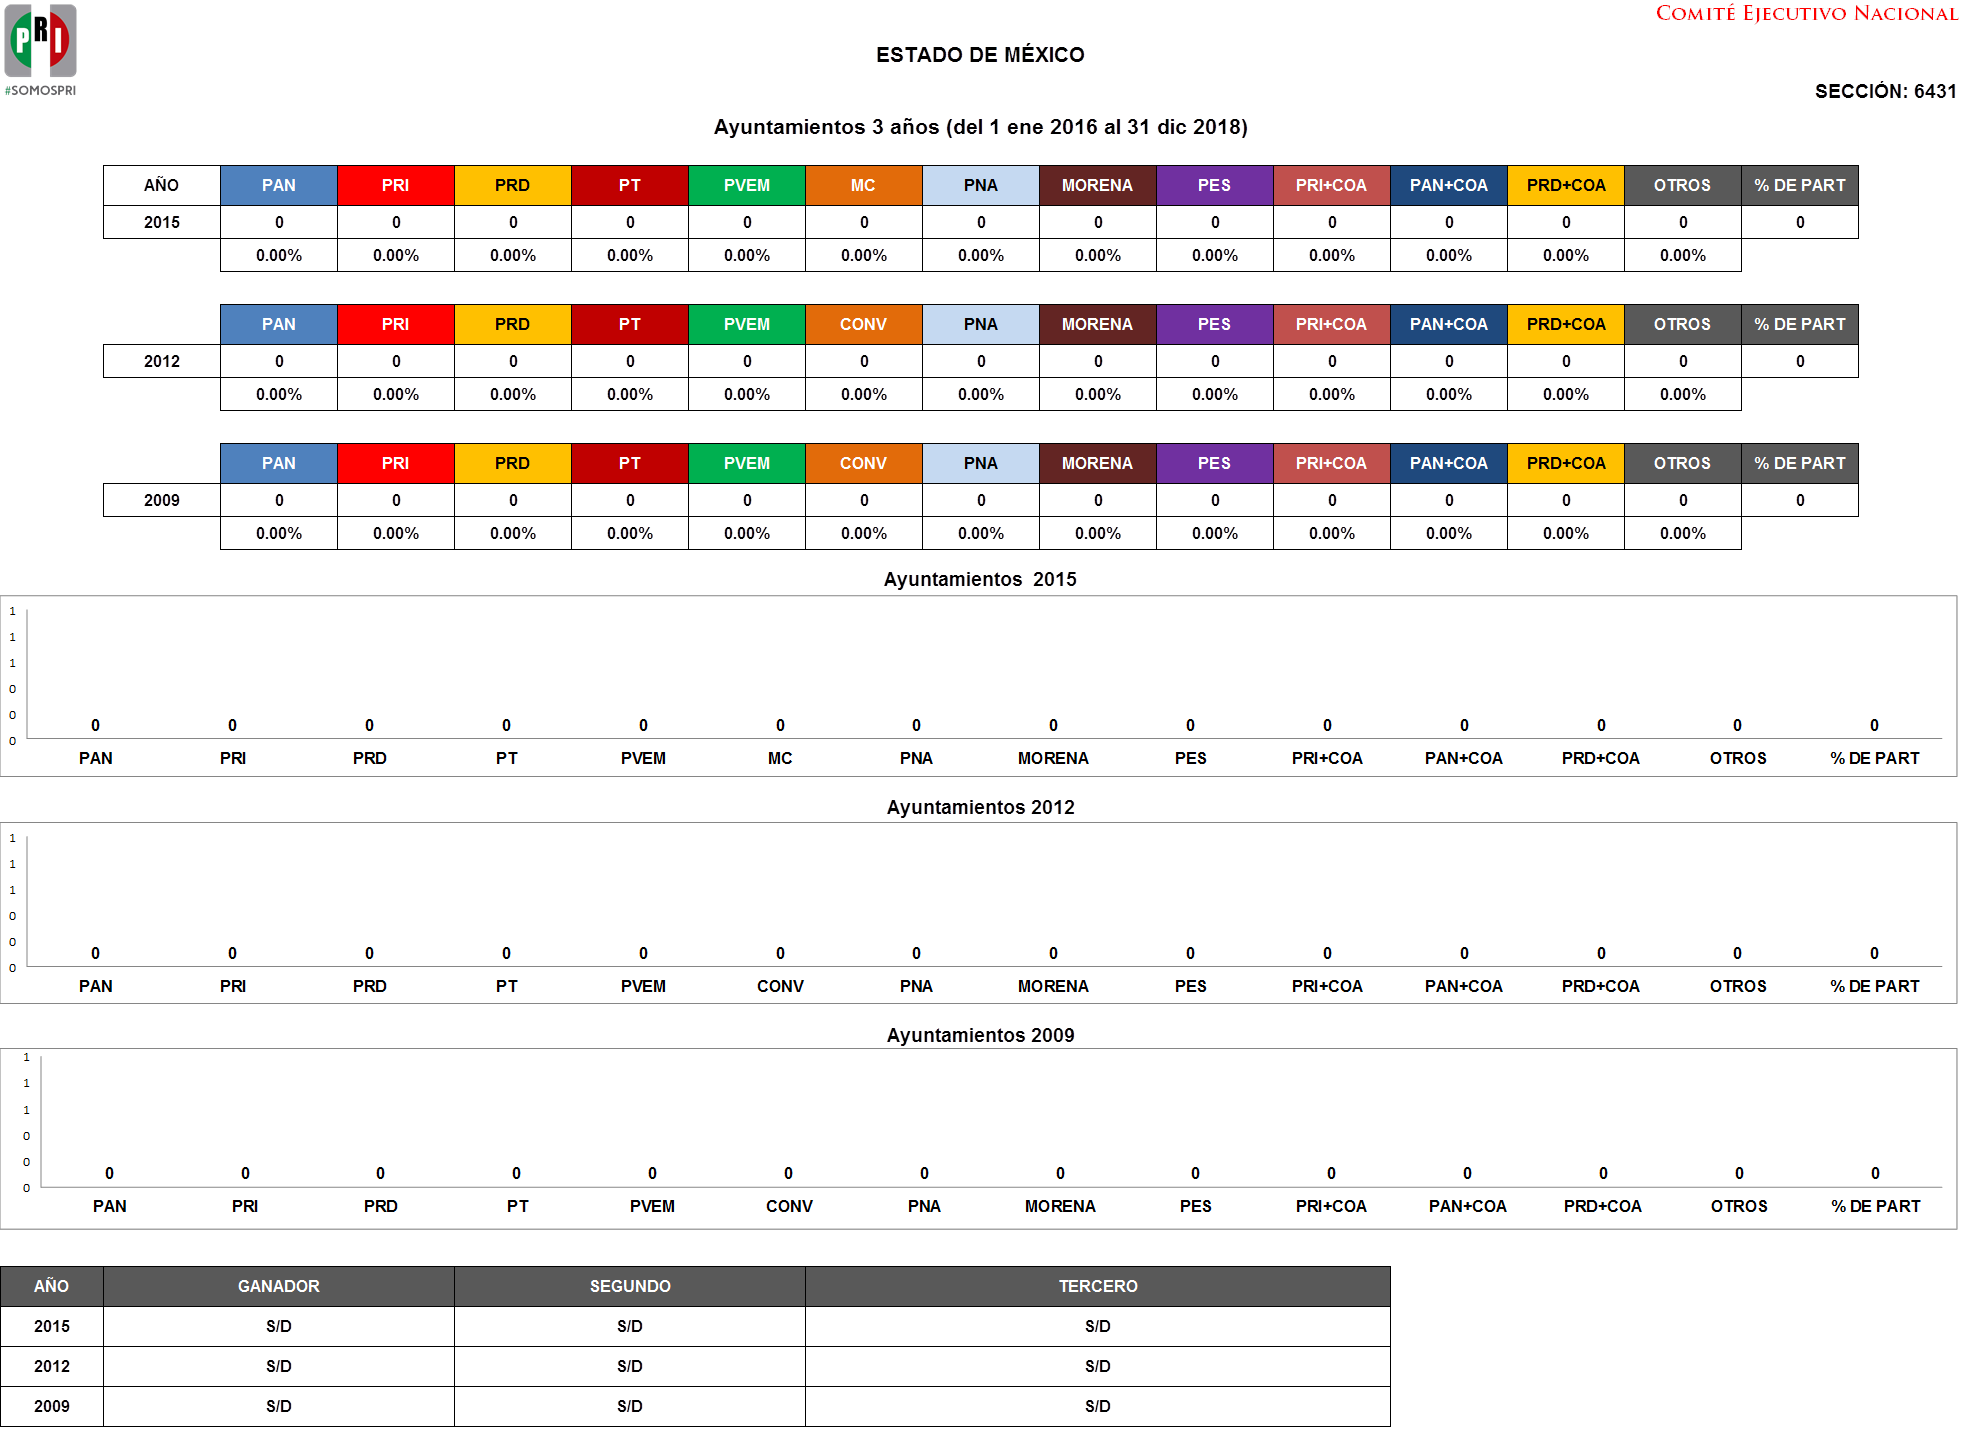 PRI
#SOMOSPRI
COMITÉ EJECUTIVO NACIONAL
ESTADO DE MÉXICO
SECCIÓN: 6431
Ayuntamientos 3 años (del 1 ene 2016 al 31 dic 2018)
AÑO PAN PRI PRD PT PVEM MC PNA MORENA PES PRI+COA PAN+COA PRD+COA OTROS % DE PART
2015 0 0 0 0 0 0 0 0 0 0 0 0 0 0
0.00% 0.00% 0.00% 0.00% 0.00% 0.00% 0.00% 0.00% 0.00% 0.00% 0.00% 0.00% 0.00%
PAN PRI PRD PT PVEM CONV PNA MORENA PES PRI+COA PAN+COA PRD+COA OTROS % DE PART
2012 0 0 0 0 0 0 0 0 0 0 0 0 0 0
0.00% 0.00% 0.00% 0.00% 0.00% 0.00% 0.00% 0.00% 0.00% 0.00% 0.00% 0.00% 0.00%
PAN PRI PRD PT PVEM CONV PNA MORENA PES PRI+COA PAN+COA PRD+COA OTROS % DE PART
2009 0 0 0 0 0 0 0 0 0 0 0 0 0 0
0.00% 0.00% 0.00% 0.00% 0.00% 0.00% 0.00% 0.00% 0.00% 0.00% 0.00% 0.00% 0.00%
Ayuntamientos  2015
1
1
1
0
0
0
0 0 0 0 0 0 0 0 0 0 0 0 0 0
PAN PRI PRD PT PVEM MC PNA MORENA PES PRI+COA PAN+COA PRD+COA OTROS % DE PART
Ayuntamientos 2012
1
1
1
0
0
0
0 0 0 0 0 0 0 0 0 0 0 0 0 0
PAN PRI PRD PT PVEM CONV PNA MORENA PES PRI+COA PAN+COA PRD+COA OTROS % DE PART
Ayuntamientos 2009
1
1
1
0
0
0
0 0 0 0 0 0 0 0 0 0 0 0 0 0
PAN PRI PRD PT PVEM CONV PNA MORENA PES PRI+COA PAN+COA PRD+COA OTROS % DE PART
AÑO GANADOR SEGUNDO TERCERO
2015 S/D S/D S/D
2012 S/D S/D S/D
2009 S/D S/D S/D